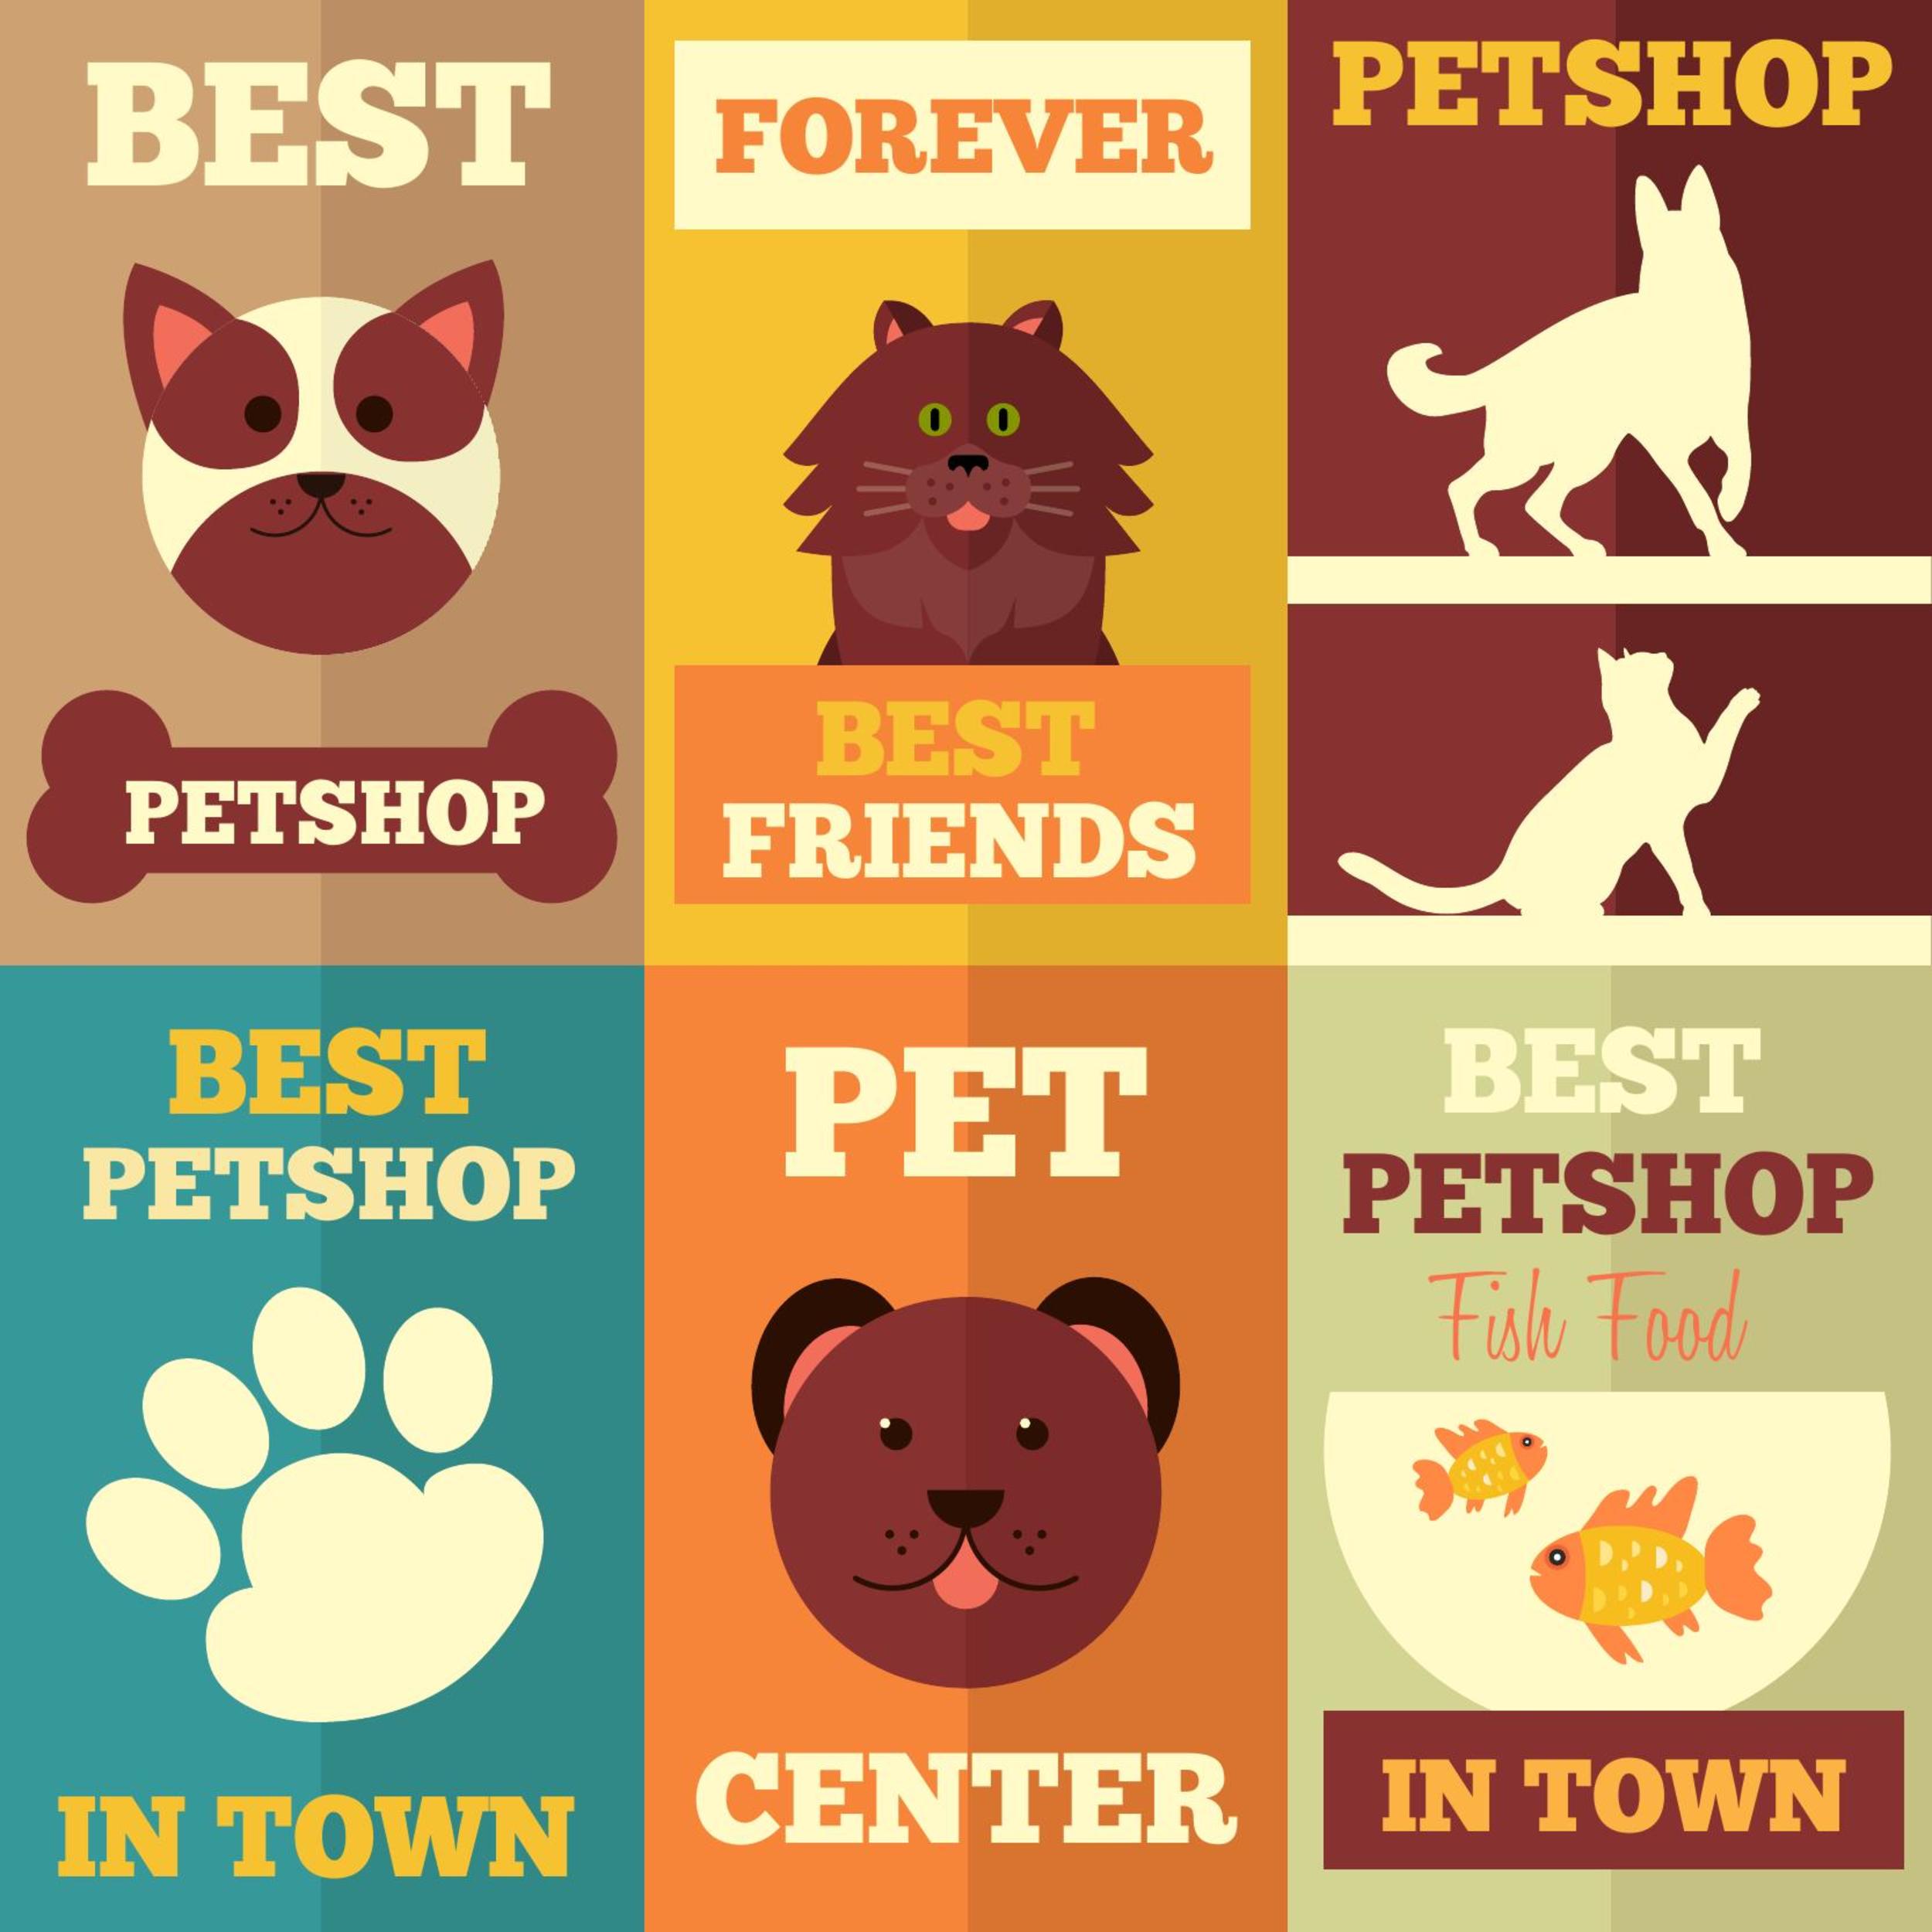 BEST
PETSHOP
FOREVER
BEST
FRIENDS
PETSHOP
BEST
PETSHOP
IN TOWN
PET
CENTER
BEST
PETSHOP
Fish Food
IN TOWN